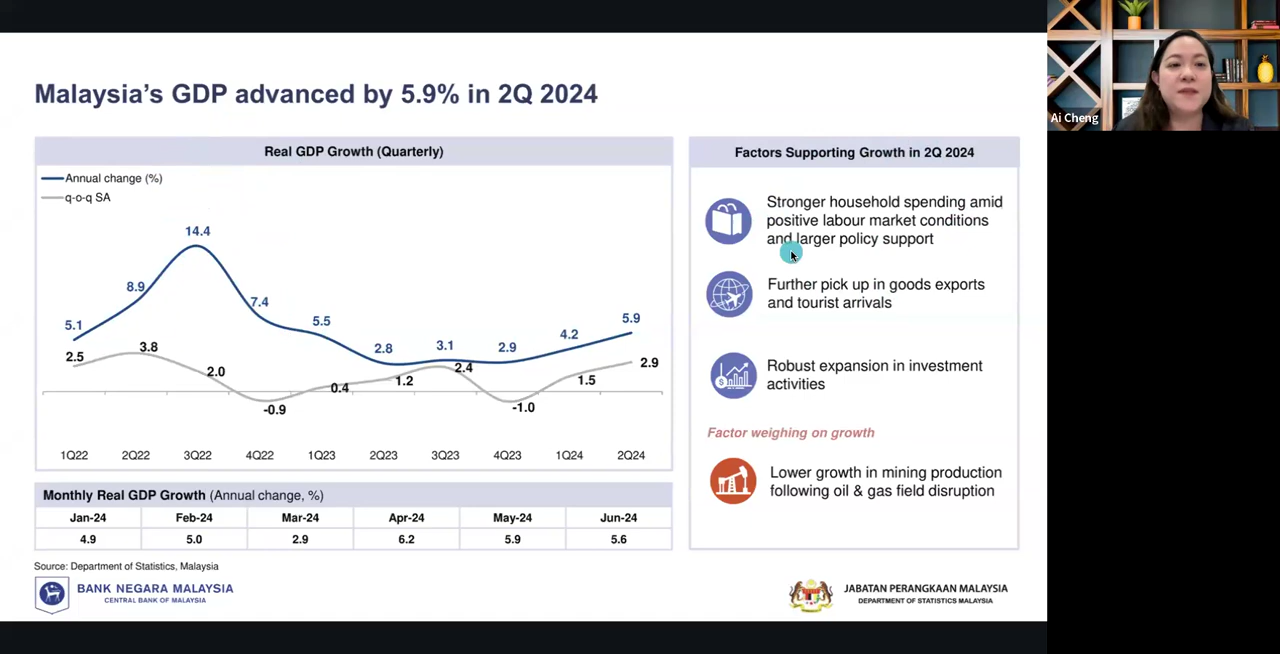 Malaysia's GDP advanced by 5.9% in 2Q 2024
Ai Cheng
Real GDP Growth (Quarterly)
Annual change (%)
q-o-q SA
14.4
8.9
7.4
5.1
5.5
2.8
3.1
2.9
4.2
5.9
2.5
3.8
2.0
-0.9
0.4
1.2
2.4
-1.0
1.5
2.9
1Q22 2Q22 3Q22 4Q22 1Q23 2Q23 3Q23 4Q23 1Q24 2Q24
Monthly Real GDP Growth (Annual change, %)
Jan-24 Feb-24 Mar-24 Apr-24 May-24 Jun-24
4.9 5.0 2.9 6.2 5.9 5.6
Source: Department of Statistics, Malaysia
Factors Supporting Growth in 2Q 2024
Stronger household spending amid
positive labour market conditions
and larger policy support
Further pick up in goods exports
and tourist arrivals
Robust expansion in investment
activities
Factor weighing on growth
Lower growth in mining production
following oil & gas field disruption
BANK NEGARA MALAYSIA
CENTRAL BANK OF MALAYSIA
JABATAN PERANGKAAN MALAYSIA
DEPARTMENT OF STATISTICS MALAYSIA